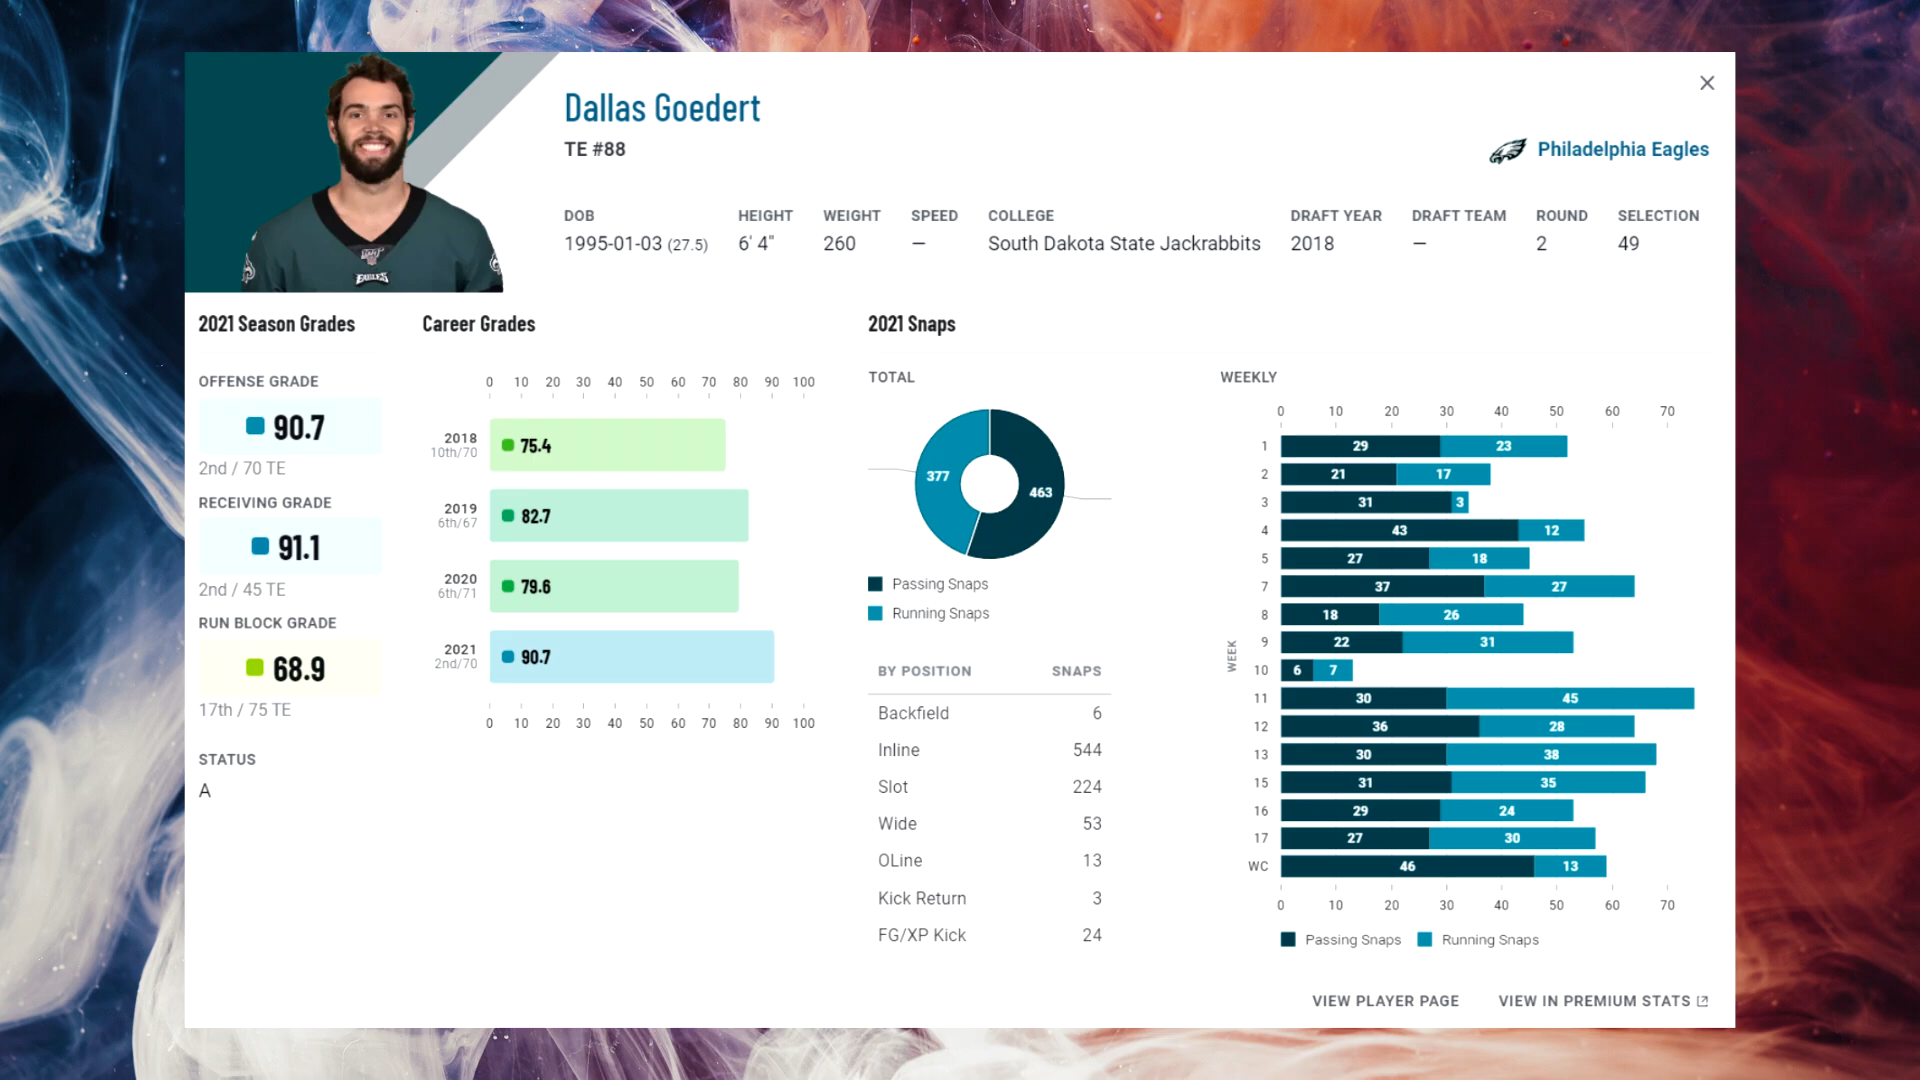 Dallas Goedert
TE #88
Philadelphia Eagles
DOB HEIGHT WEIGHT SPEED COLLEGE DRAFT YEAR DRAFT TEAM ROUND SELECTION
1995-01-03 (27.5) 6' 4" 260 — South Dakota State Jackrabbits 2018 — 2 49
EAGLES
2021 Season Grades
OFFENSE GRADE
90.7
2nd / 70 TE
RECEIVING GRADE
91.1
2nd / 45 TE
RUN BLOCK GRADE
68.9
17th / 75 TE
STATUS
A
Career Grades
0 10 20 30 40 50 60 70 80 90 100
2018 75.4
10th/70
2019 82.7
6th/67
2020 79.6
6th/71
2021 90.7
2nd/70
0 10 20 30 40 50 60 70 80 90 100
2021 Snaps
TOTAL
377 463
Passing Snaps
Running Snaps
BY POSITION SNAPS
Backfield 6
Inline 544
Slot 224
Wide 53
OLine 13
Kick Return 3
FG/XP Kick 24
WEEKLY
0 10 20 30 40 50 60 70
WEEK
1 29 23
2 21 17
3 31 3
4 43 12
5 27 18
7 37 27
8 18 26
9 22 31
10 6 7
11 30 45
12 36 28
13 30 38
15 31 35
16 29 24
17 27 30
WC 46 13
0 10 20 30 40 50 60 70
Passing Snaps Running Snaps
VIEW PLAYER PAGE VIEW IN PREMIUM STATS